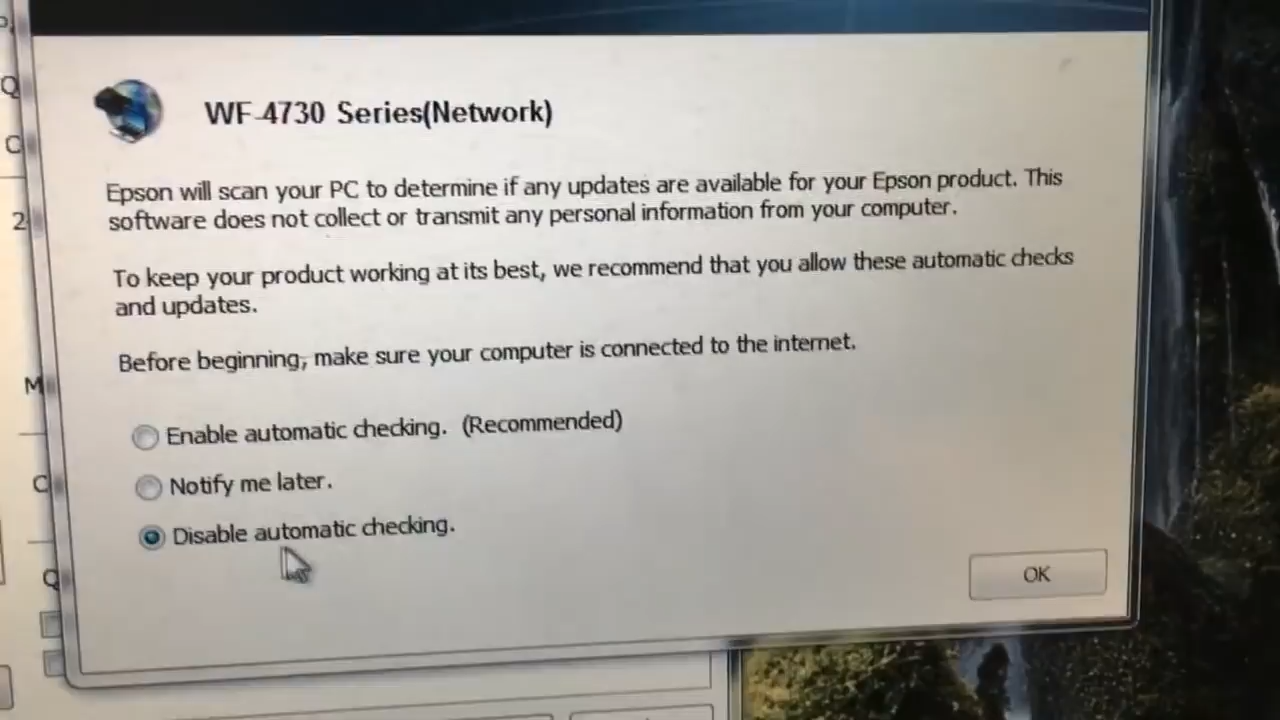 WF-4730 Series(Network)
Epson will scan your PC to determine if any updates are available for your Epson product. This
software does not collect or transmit any personal information from your computer.
To keep your product working at its best, we recommend that you allow these automatic checks
and updates.
Before beginning, make sure your computer is connected to the internet.
Enable automatic checking. (Recommended)
Notify me later.
Disable automatic checking.
OK
Q
C
2
M
C
Q